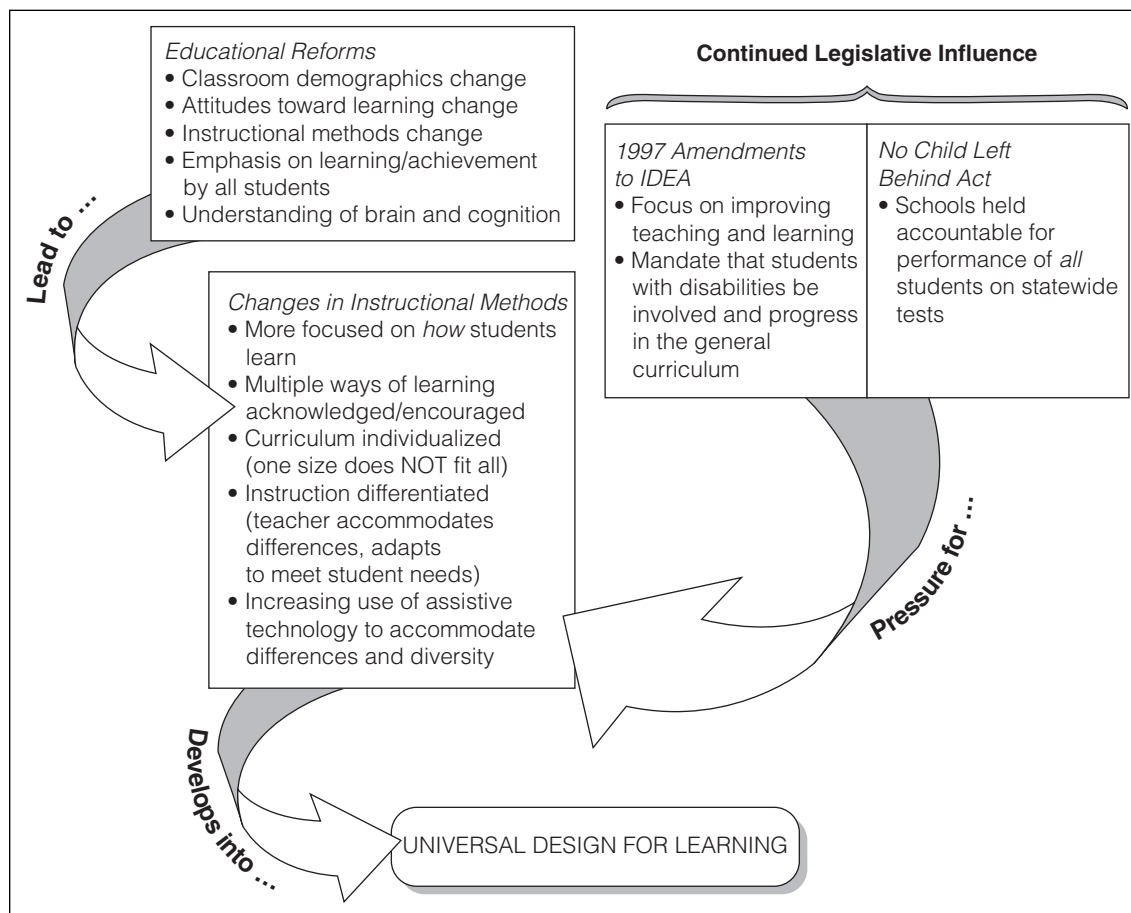 Educational Reforms
• Classroom demographics change
• Attitudes toward learning change
• Instructional methods change
• Emphasis on learning/achievement
by all students
• Understanding of brain and cognition
Lead to ...
Continued Legislative Influence
1997 Amendments
to IDEA
• Focus on improving
teaching and learning
• Mandate that students
with disabilities be
involved and progress
in the general
curriculum
No Child Left
Behind Act
• Schools held
accountable for
performance of all
students on statewide
tests
Changes in Instructional Methods
• More focused on how students
learn
• Multiple ways of learning
acknowledged/encouraged
• Curriculum individualized
(one size does NOT fit all)
• Instruction differentiated
(teacher accommodates
differences, adapts
to meet student needs)
• Increasing use of assistive
technology to accommodate
differences and diversity
Pressure for ...
Develops into ...
UNIVERSAL DESIGN FOR LEARNING